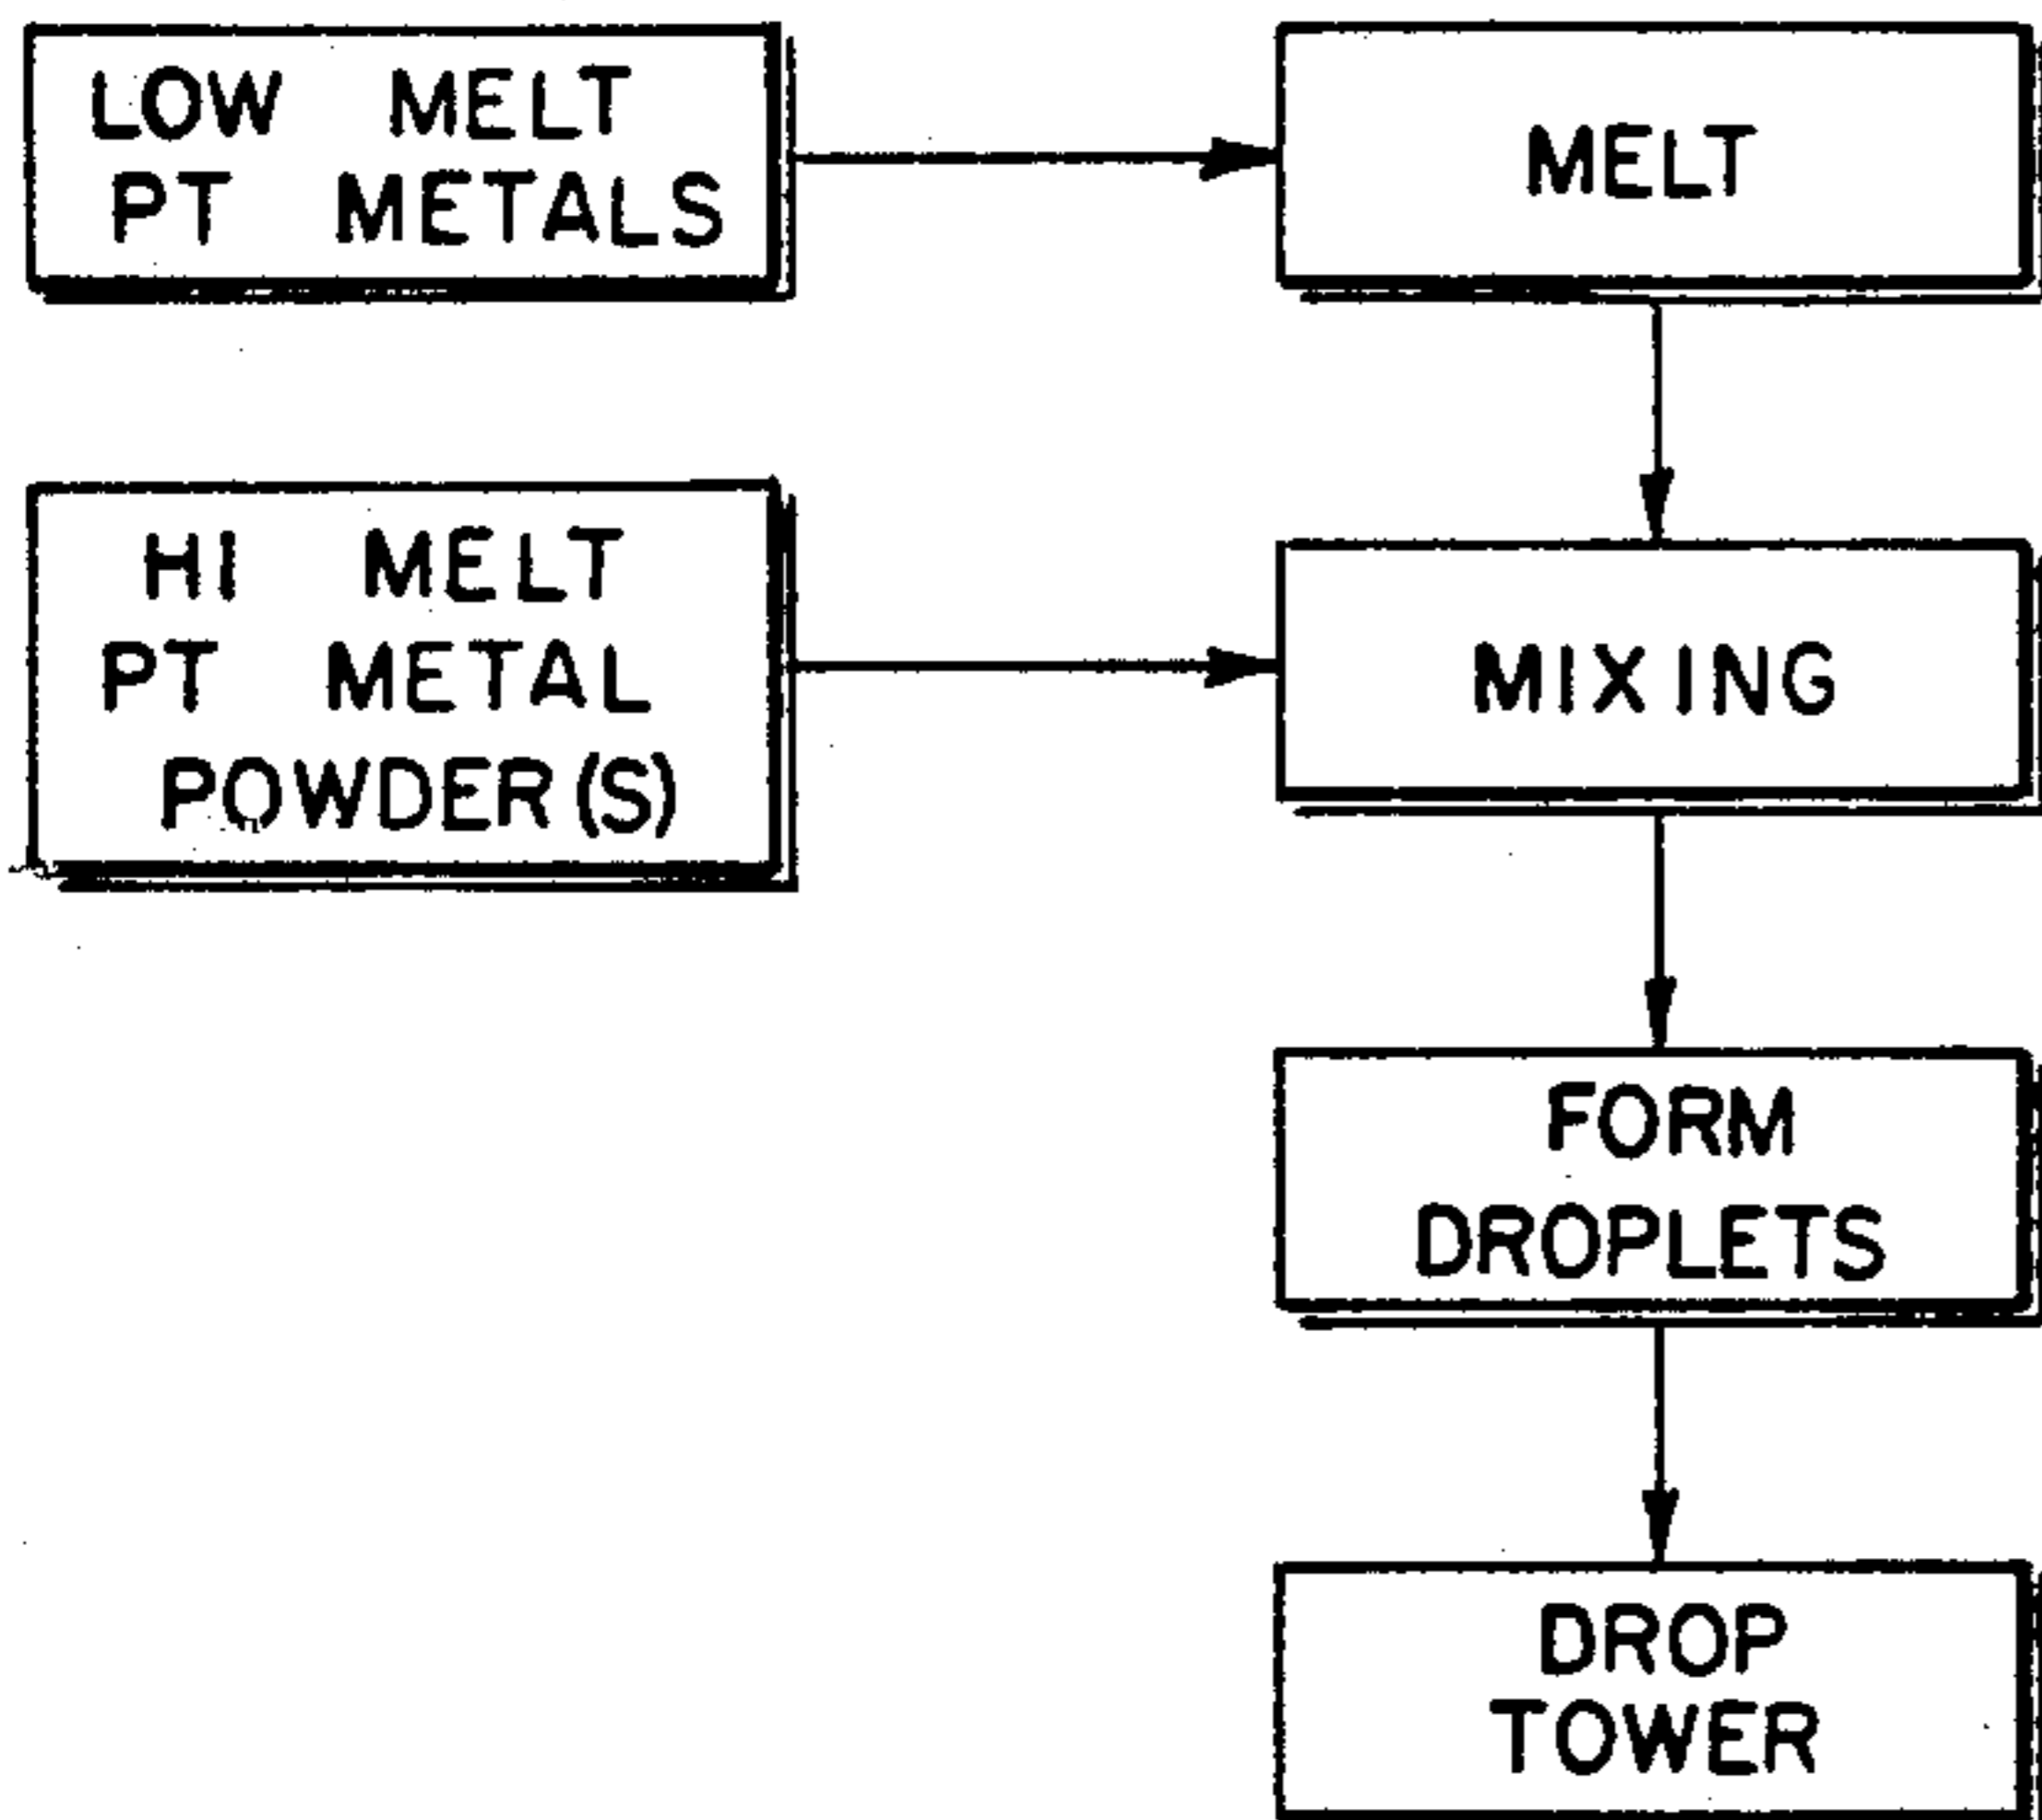 LOW MELT
PT METALS
MELT
HI MELT
PT METAL
POWDER(S)
MIXING
FORM
DROPLETS
DROP
TOWER